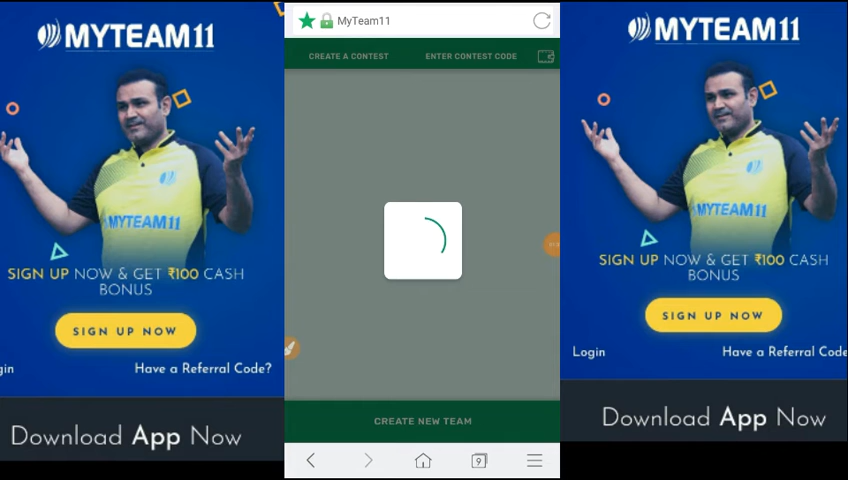 MYTEAM11
MYTEAM11
SIGN UP NOW & GET ₹100 CASH
BONUS
SIGN UP NOW
gin
Have a Referral Code?
Download App Now
MyTeam11
CREATE A CONTEST
ENTER CONTEST CODE
CREATE NEW TEAM
9
MYTEAM11
MYTEAM11
SIGN UP NOW & GET ₹100 CASH
BONUS
SIGN UP NOW
Login
Have a Referral Code
Download App Now